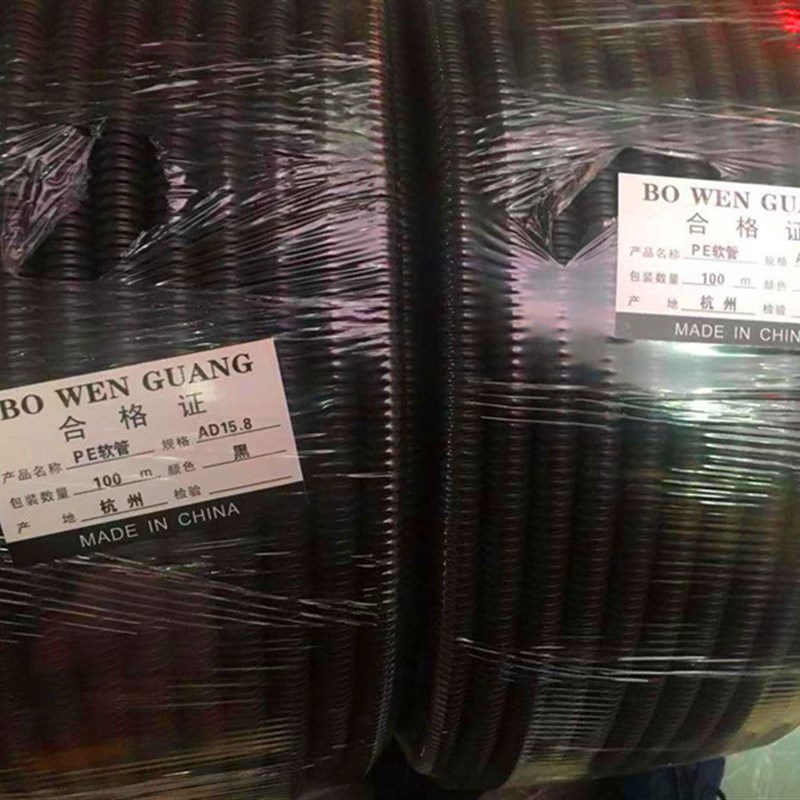 BO WEN GUANG
合格证
产品名称 PE软管 规格 AD15.8
包装数量 100 m 颜色 黑
产地 杭州 检验
MADE IN CHINA
BO WEN GUA
合格证
产品名称 PE软管 规格 A
包装数量 100 m 颜色
产地 杭州 检验
MADE IN CHIN